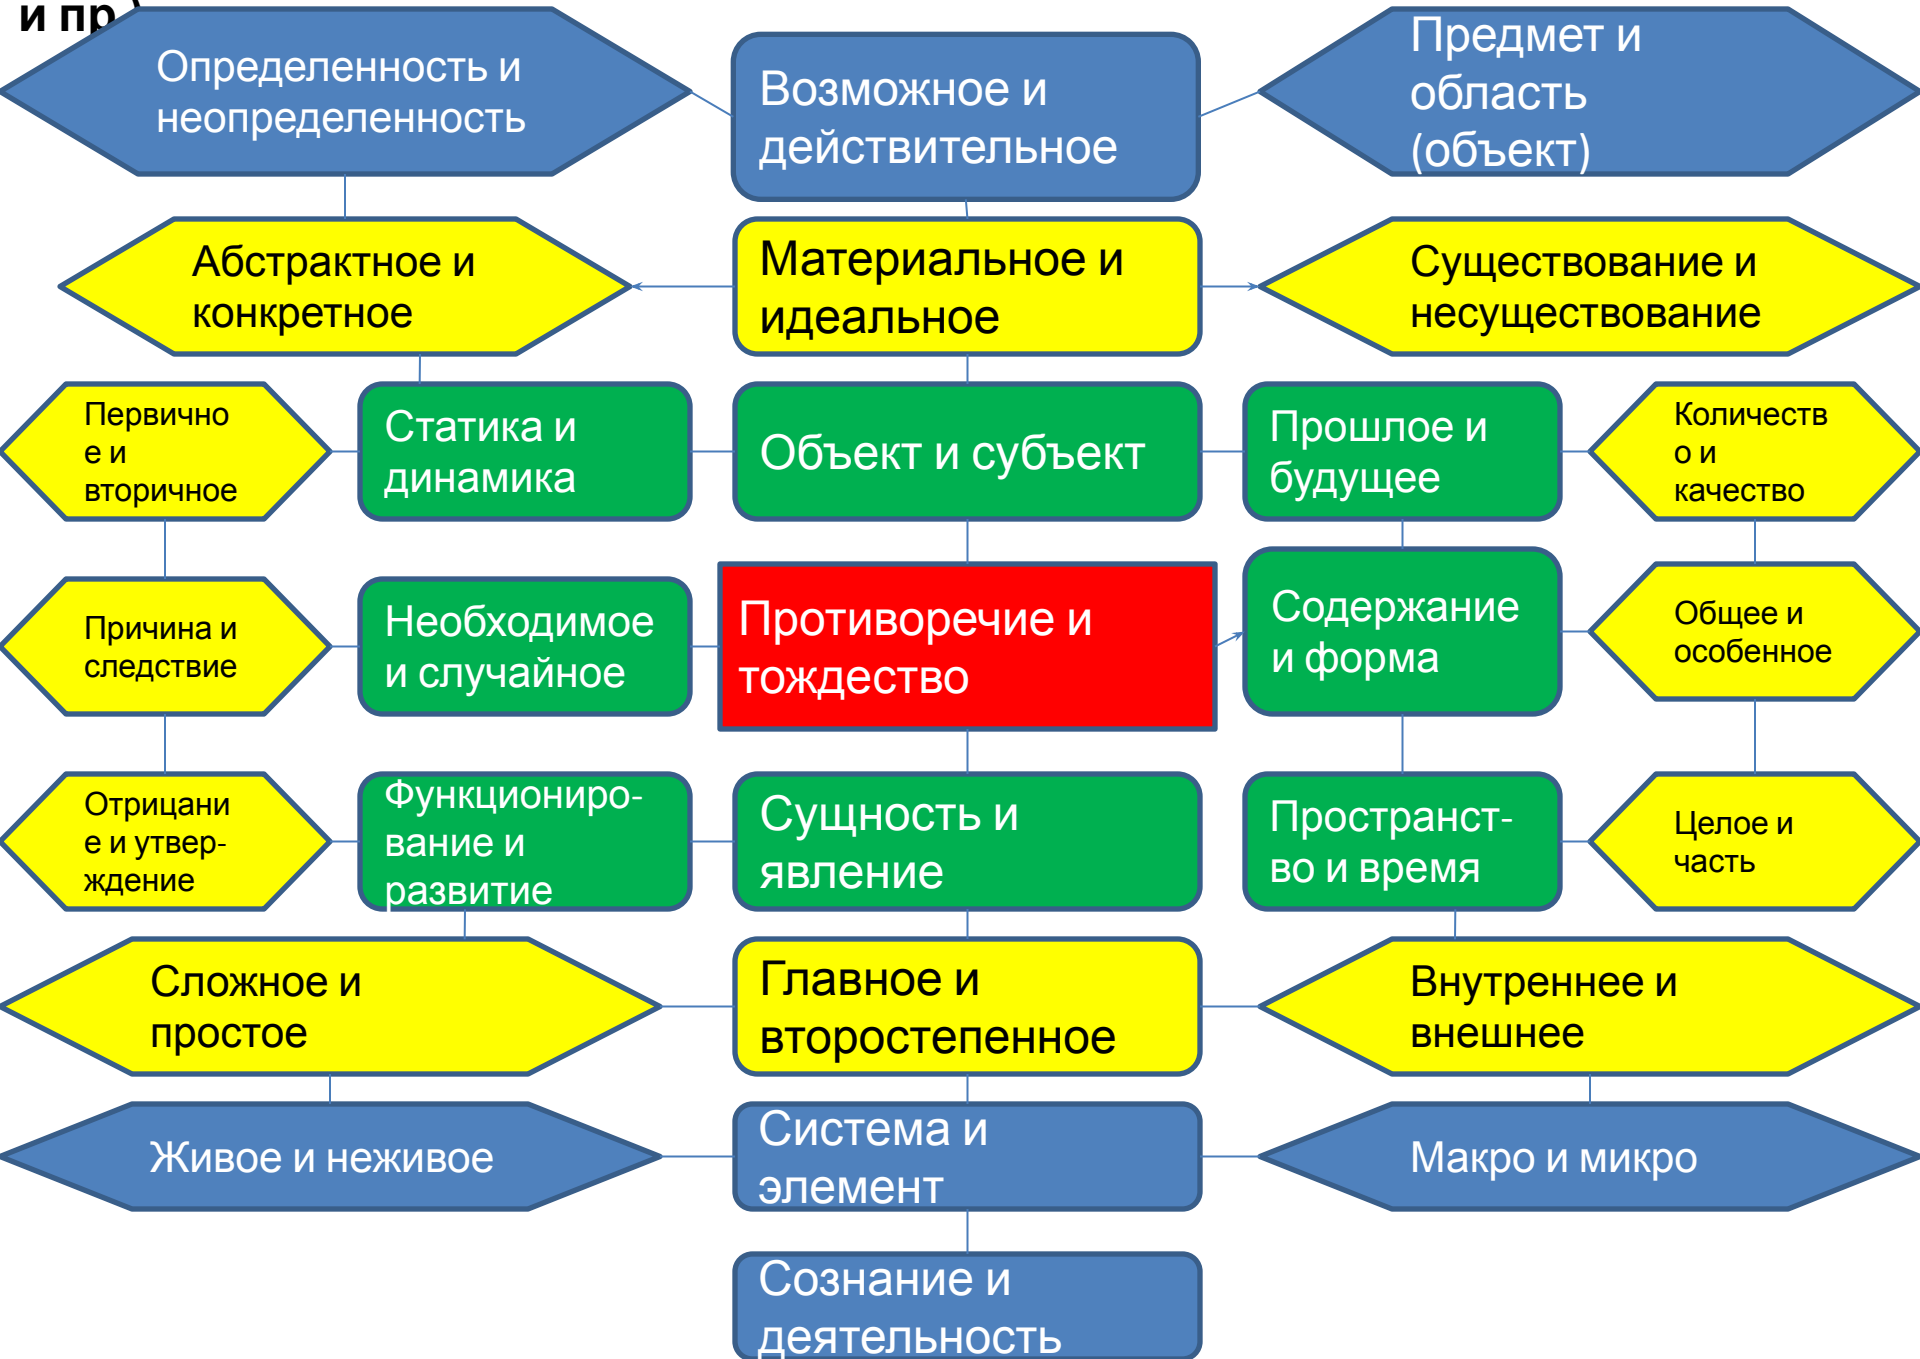 и пр.)
Определенность и
неопределенность
Возможное и
действительное
Предмет и
область
(объект)
Абстрактное и
конкретное
Материальное и
идеальное
Существование и
несуществование
Первично
е и
вторичное
Статика и
динамика
Объект и субъект
Прошлое и
будущее
Количеств
о и
качество
Причина и
следствие
Необходимое
и случайное
Противоречие и
тождество
Содержание
и форма
Общее и
особенное
Отрицани
е и утвер-
ждение
Функциониро-
вание и
развитие
Сущность и
явление
Пространст-
во и время
Целое и
часть
Сложное и
простое
Главное и
второстепенное
Внутреннее и
внешнее
Живое и неживое
Система и
элемент
Макро и микро
Сознание и
деятельность